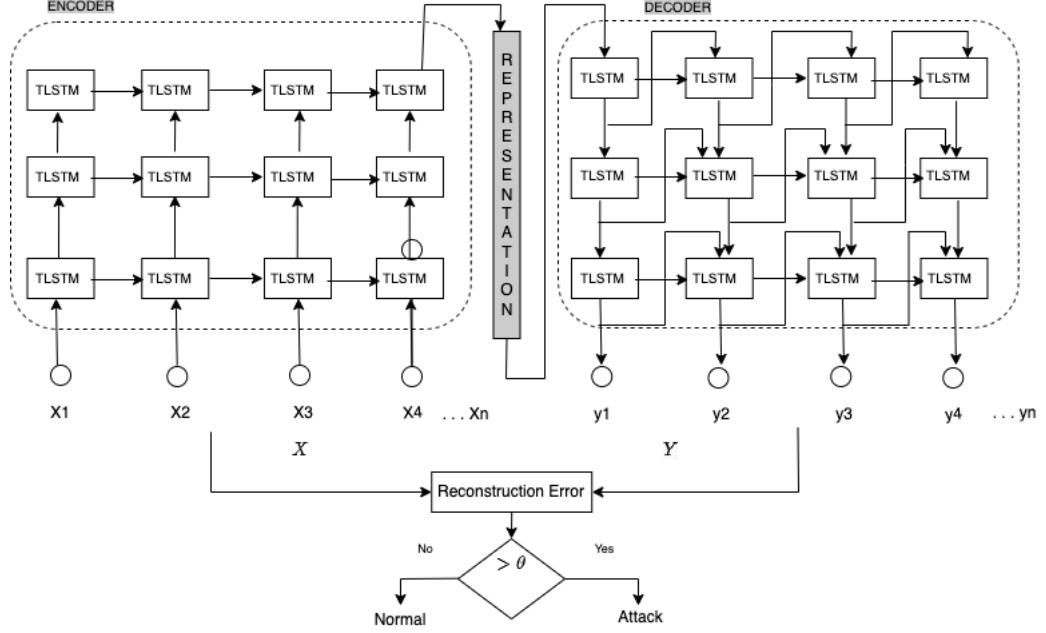 ENCODER
DECODER
REPRESENTATION
TLSTM TLSTM TLSTM TLSTM
TLSTM TLSTM TLSTM TLSTM
TLSTM TLSTM TLSTM TLSTM
TLSTM TLSTM TLSTM TLSTM
TLSTM TLSTM TLSTM TLSTM
TLSTM TLSTM TLSTM TLSTM
X1 X2 X3 X4 . . . Xn
y1 y2 y3 y4 . . . yn
X
Y
Reconstruction Error
> θ
No
Yes
Normal
Attack